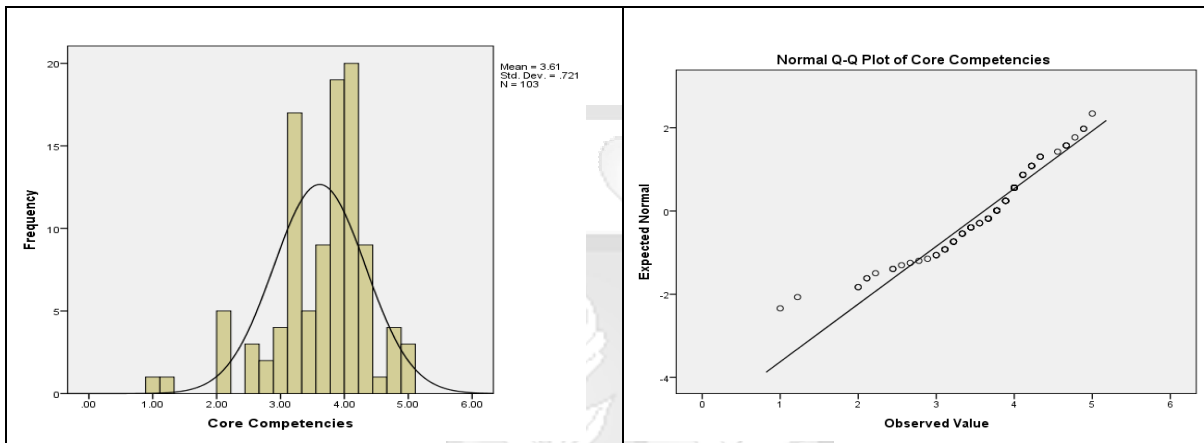 20
15
10
5
0
Frequency
.00 1.00 2.00 3.00 4.00 5.00 6.00
Core Competencies
Mean = 3.61
Std. Dev. = .721
N = 103
Normal Q-Q Plot of Core Competencies
2
0
-2
-4
Expected Normal
0 1 2 3 4 5 6
Observed Value